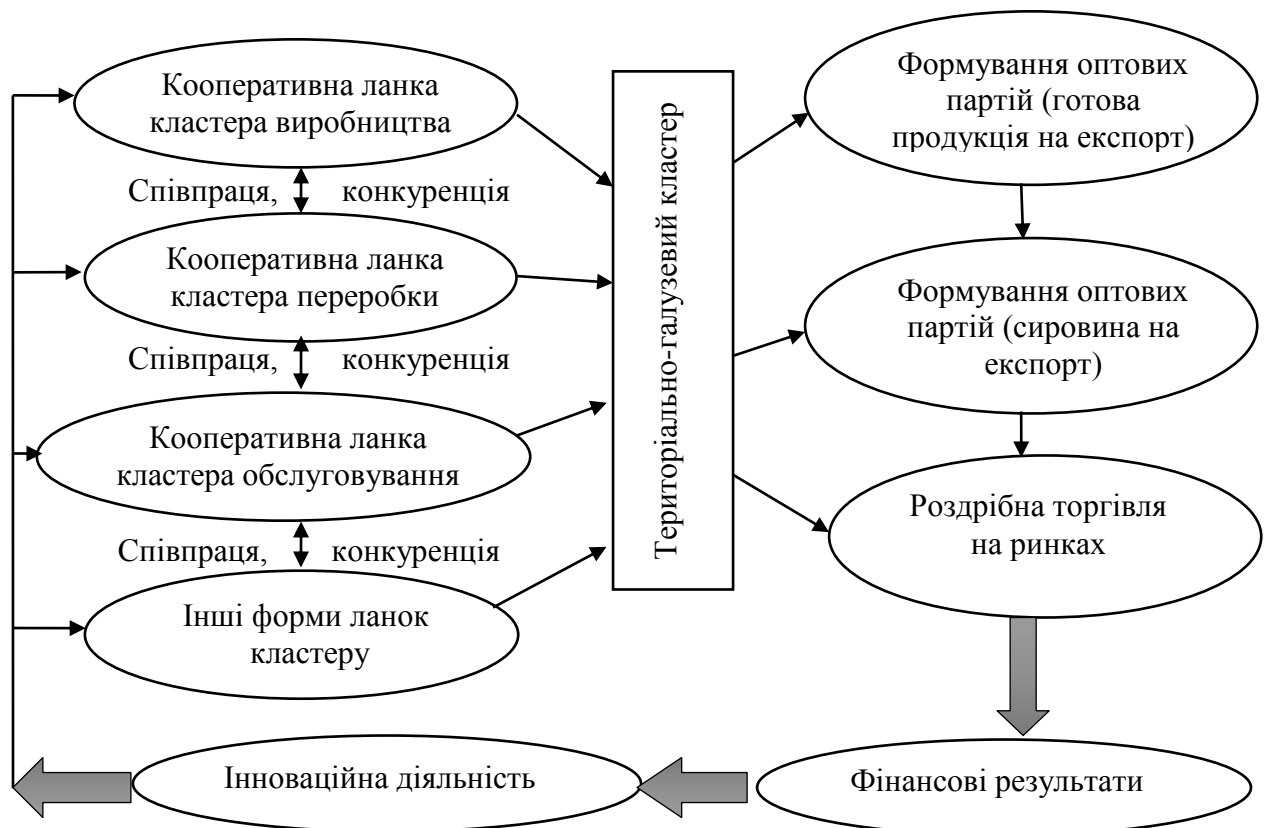 Кооперативна ланка
кластера виробництва
Співпраця, конкуренція
Кооперативна ланка
кластера переробки
Співпраця, конкуренція
Кооперативна ланка
кластера обслуговування
Співпраця, конкуренція
Інші форми ланок
кластеру
Територіально-галузевий кластер
Формування оптових
партій (готова
продукція на експорт)
Формування оптових
партій (сировина на
експорт)
Роздрібна торгівля
на ринках
Фінансові результати
Інноваційна діяльність